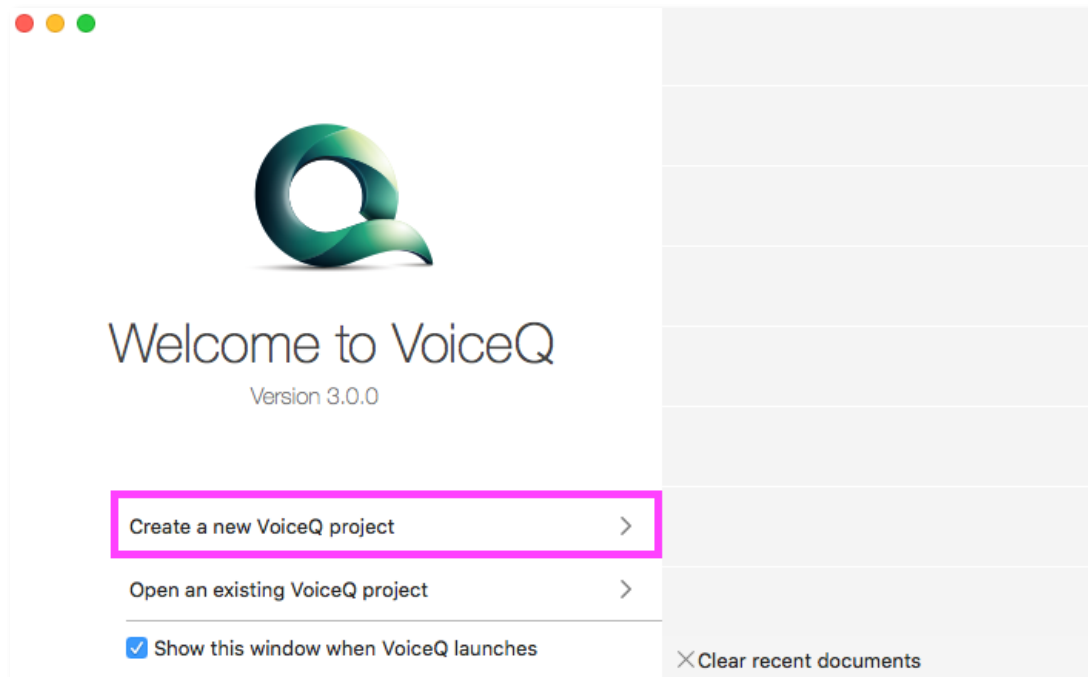 Welcome to VoiceQ
Version 3.0.0
Create a new VoiceQ project
Open an existing VoiceQ project
Show this window when VoiceQ launches
Clear recent documents